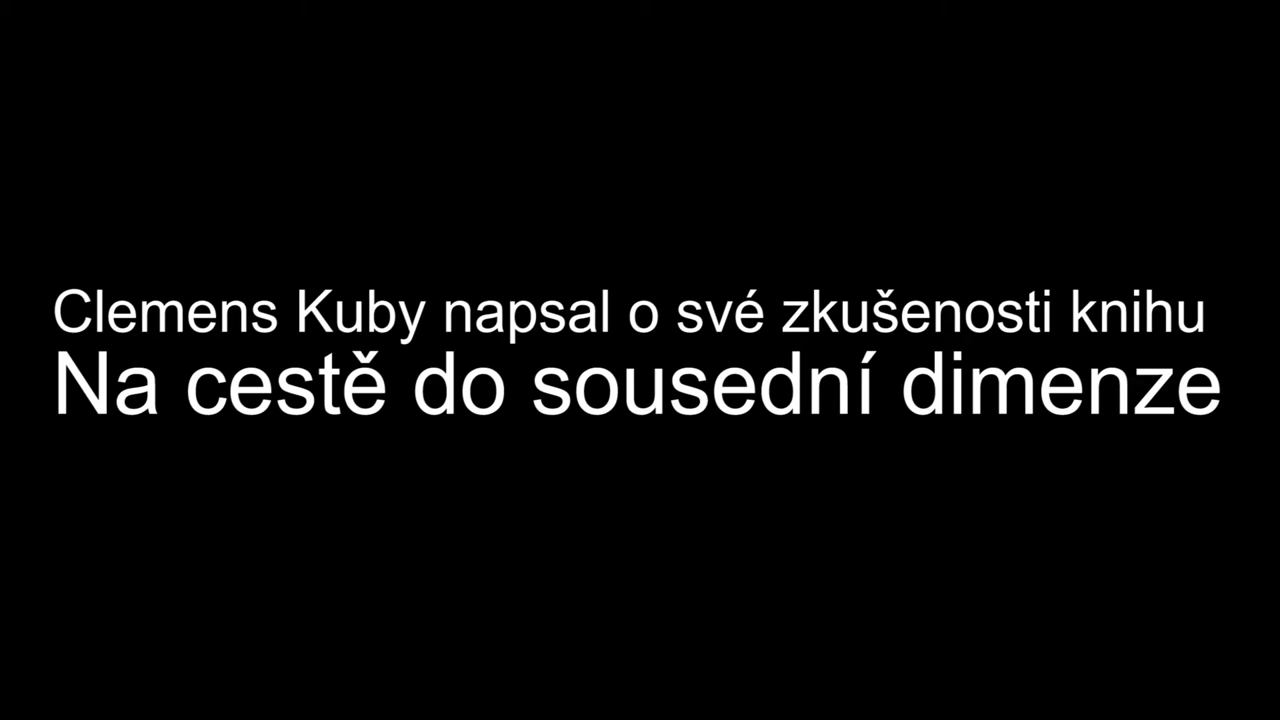 Clemens Kuby napsal o své zkušenosti knihu
Na cestě do sousední dimenze